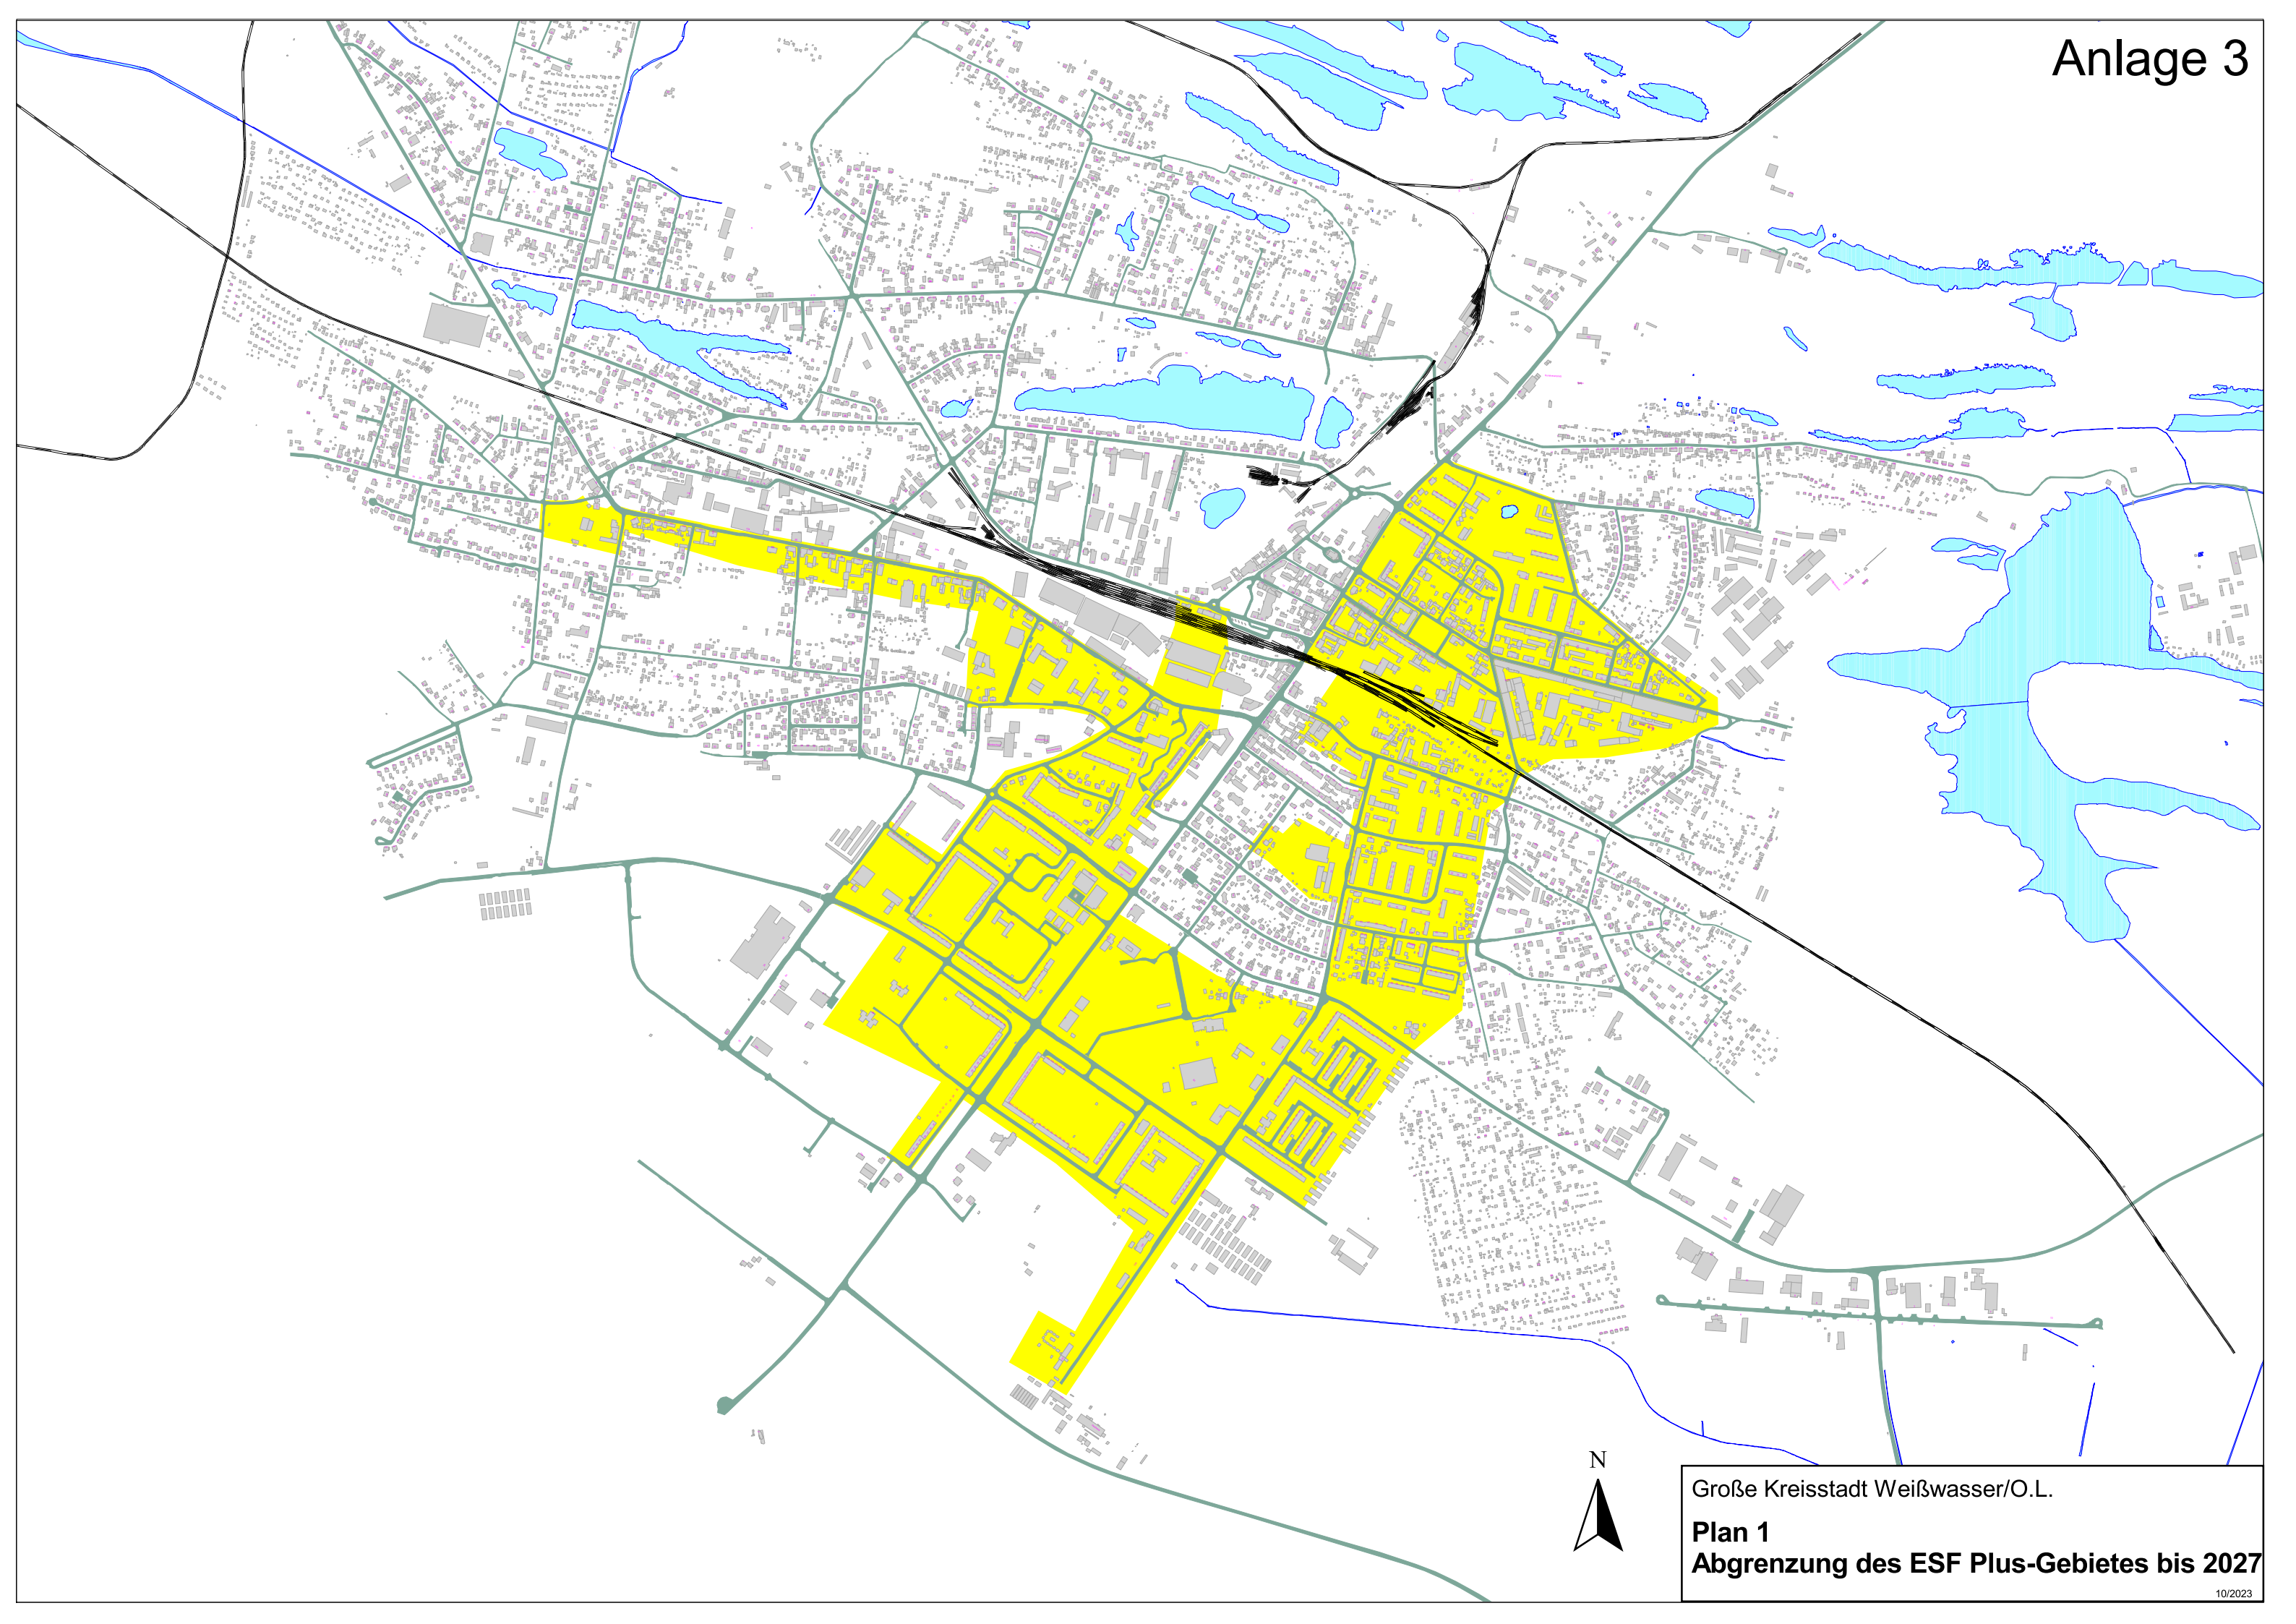 Anlage 3
N
Große Kreisstadt Weißwasser/O.L.
Plan 1
Abgrenzung des ESF Plus-Gebietes bis 2027
10/2023